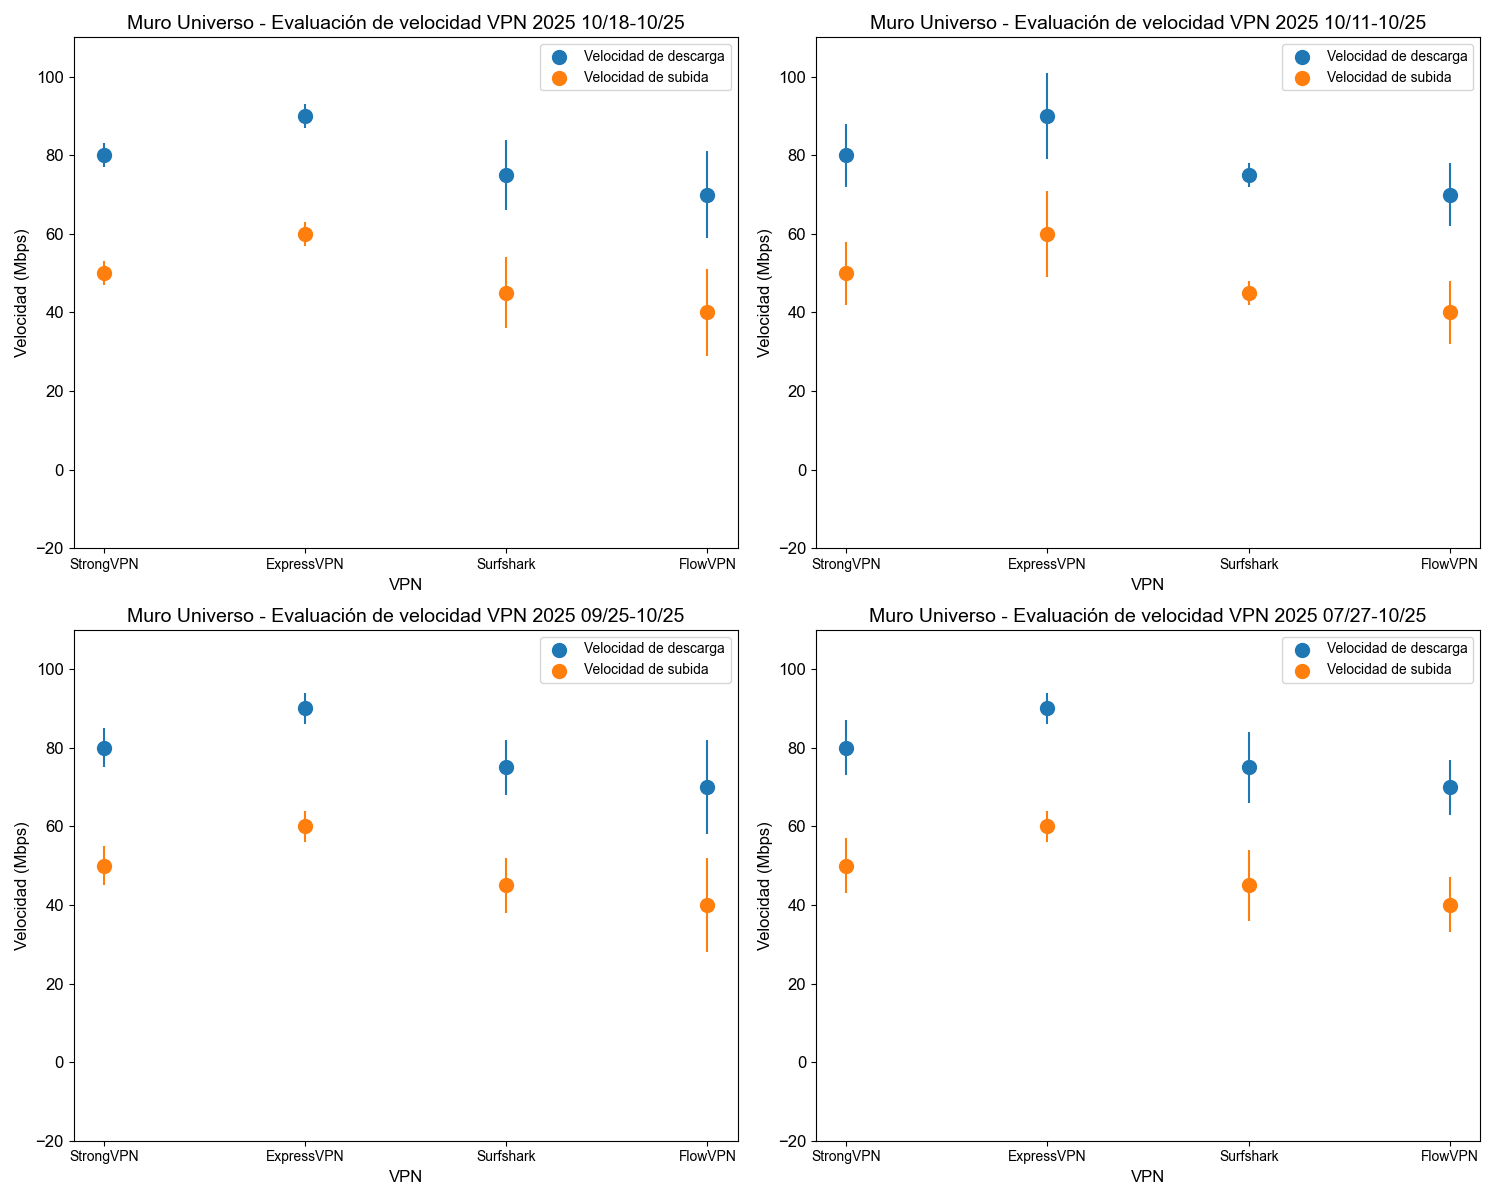 Muro Universo - Evaluación de velocidad VPN 2025 10/18-10/25
Velocidad de descarga
Velocidad de subida
Velocidad (Mbps)
100
80
60
40
20
0
−20
StrongVPN ExpressVPN Surfshark FlowVPN
VPN
Muro Universo - Evaluación de velocidad VPN 2025 10/11-10/25
Velocidad de descarga
Velocidad de subida
Velocidad (Mbps)
100
80
60
40
20
0
−20
StrongVPN ExpressVPN Surfshark FlowVPN
VPN
Muro Universo - Evaluación de velocidad VPN 2025 09/25-10/25
Velocidad de descarga
Velocidad de subida
Velocidad (Mbps)
100
80
60
40
20
0
−20
StrongVPN ExpressVPN Surfshark FlowVPN
VPN
Muro Universo - Evaluación de velocidad VPN 2025 07/27-10/25
Velocidad de descarga
Velocidad de subida
Velocidad (Mbps)
100
80
60
40
20
0
−20
StrongVPN ExpressVPN Surfshark FlowVPN
VPN